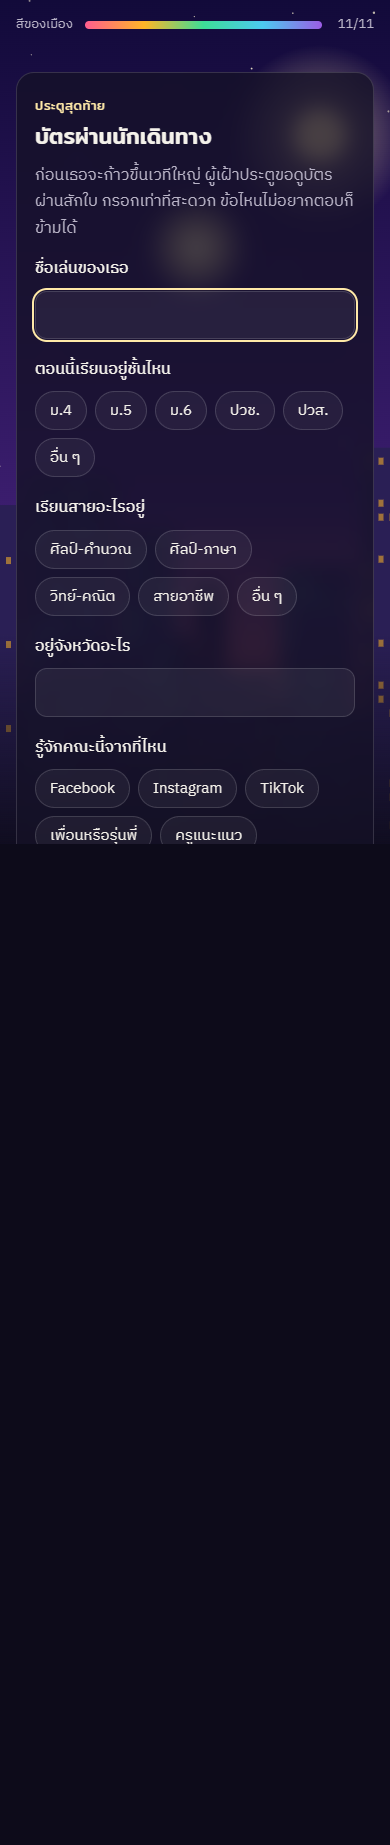 สีของเมือง
11/11
ประตูสุดท้าย
บัตรผ่านนักเดินทาง
ก่อนเธอจะก้าวขึ้นเวทีใหญ่ ผู้เฝ้าประตูขอดูบัตร
ผ่านสักใบ กรอกเท่าที่สะดวก ข้อไหนไม่อยากตอบก็
ข้ามได้
ชื่อเล่นของเธอ
ตอนนี้เรียนอยู่ชั้นไหน
ม.4 ม.5 ม.6 ปวช. ปวส.
อื่น ๆ
เรียนสายอะไรอยู่
ศิลป์-คำนวณ ศิลป์-ภาษา
วิทย์-คณิต สายอาชีพ อื่น ๆ
อยู่จังหวัดอะไร
รู้จักคณะนี้จากที่ไหน
Facebook Instagram TikTok
เพื่อนหรือรุ่นพี่ ครูแนะแนว